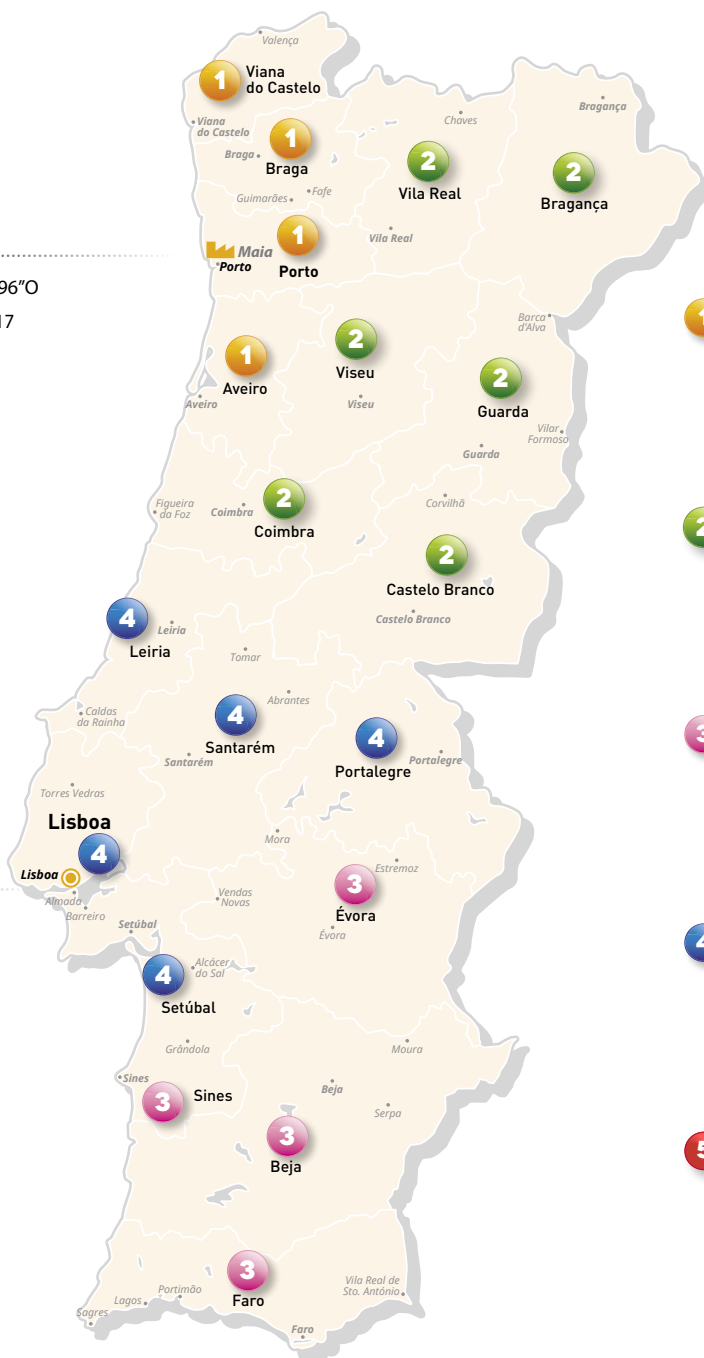 Valença
1
Viana
do Castelo
Bragança
Chaves
Viana
do Castelo
1
Braga
Braga
2
Vila Real
2
Bragança
Fafe
Guimarães
1
Porto
Vila Real
Maia
Porto
96”O
17
1
Barca
d'Alva
2
Viseu
1
Aveiro
2
Guarda
Aveiro
Viseu
Vilar
Formoso
Guarda
2
Coimbra
Corvilhã
Figueira
da Foz
Coimbra
2
2
Castelo Branco
4
Leiria
Leiria
Castelo Branco
Tomar
Abrantes
4
Santarém
Caldas
da Rainha
4
Portalegre
Portalegre
3
Santarém
Torres Vedras
Lisboa
4
Mora
Lisboa
Estremoz
3
Évora
Almada
Barreiro
Vendas
Novas
Setúbal
Évora
4
4
Setúbal
Alcácer
do Sal
Grândola
Moura
Sines
3
Sines
Beja
Serpa
3
Beja
5
3
Faro
Vila Real de
Sto. António
Portimão
Lagos
Sagres
Faro